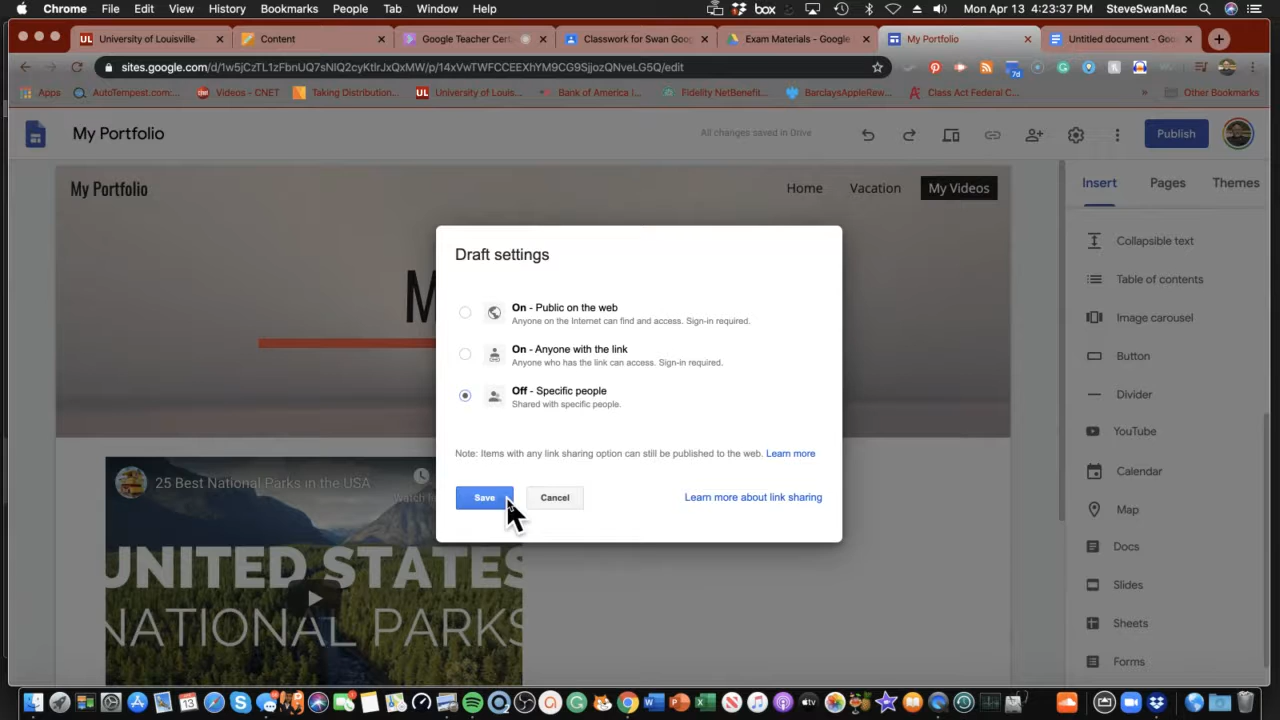 Chrome File Edit View History Bookmarks People Tab Window Help box Mon Apr 13 4:23:37 PM SteveSwanMac
University of Louisville Content Google Teacher Cert Classwork for Swan Goo Exam Materials - Google My Portfolio Untitled document - Goo
sites.google.com/d/1w5jCzTL1zFbnUQ7sNIQ2cyKtlrJxQxMW/p/14xVwTWFCCEEXhYM9CG9SjjozQNveLG5Q/edit
7d
Apps AutoTempest.com:... Videos - CNET Taking Distribution... University of Louis... Bank of America |... Fidelity NetBenefit... BarclaysAppleRew... Class Act Federal C... » Other Bookmarks
My Portfolio All changes saved in Drive Publish
My Portfolio Home Vacation My Videos
Insert Pages Themes
Draft settings
On - Public on the web
Anyone on the Internet can find and access. Sign-in required.
On - Anyone with the link
Anyone who has the link can access. Sign-in required.
Off - Specific people
Shared with specific people.
Note: Items with any link sharing option can still be published to the web. Learn more
Save Cancel Learn more about link sharing
M
25 Best National Parks in the USA
Watch
UNITED STATES
NATIONAL PARKS
Collapsible text
Table of contents
Image carousel
Button
Divider
YouTube
Calendar
Map
Docs
Slides
Sheets
Forms